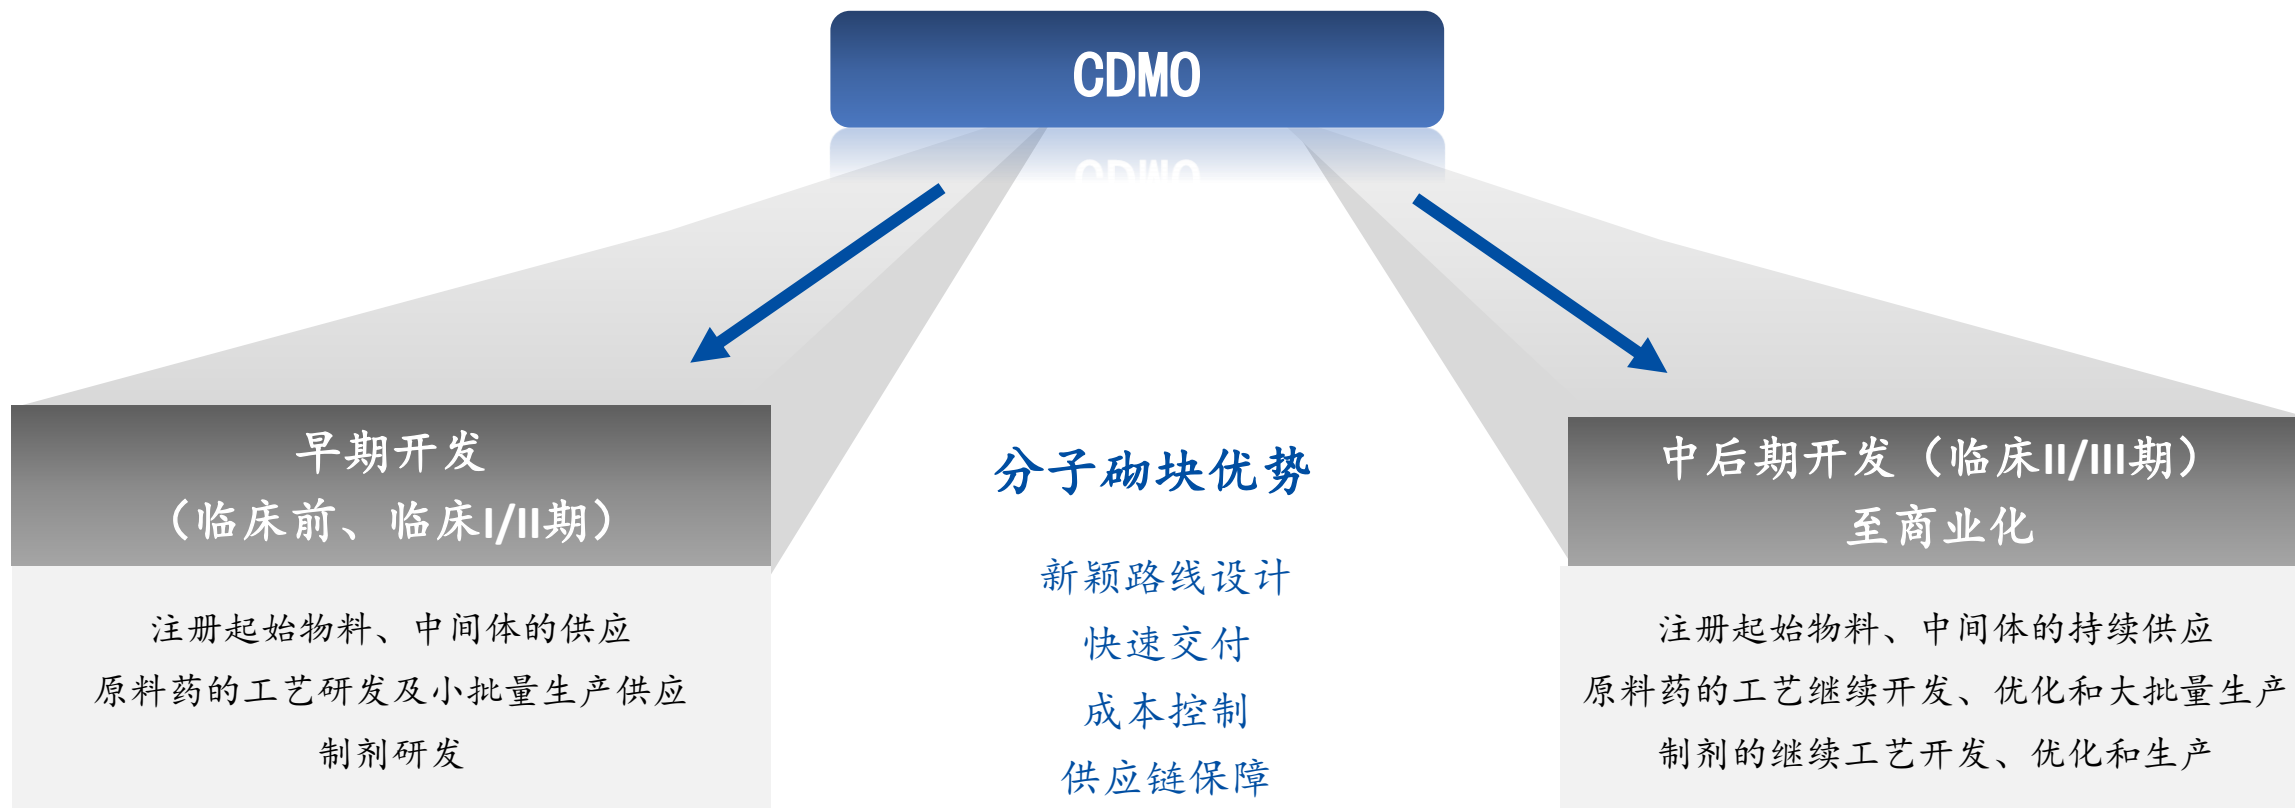 CDMO
早期开发
（临床前、临床I/II期）
注册起始物料、中间体的供应
原料药的工艺研发及小批量生产供应
制剂研发
分子砌块优势
新颖路线设计
快速交付
成本控制
供应链保障
中后期开发（临床II/III期）
至商业化
注册起始物料、中间体的持续供应
原料药的工艺继续开发、优化和大批量生产
制剂的继续工艺开发、优化和生产